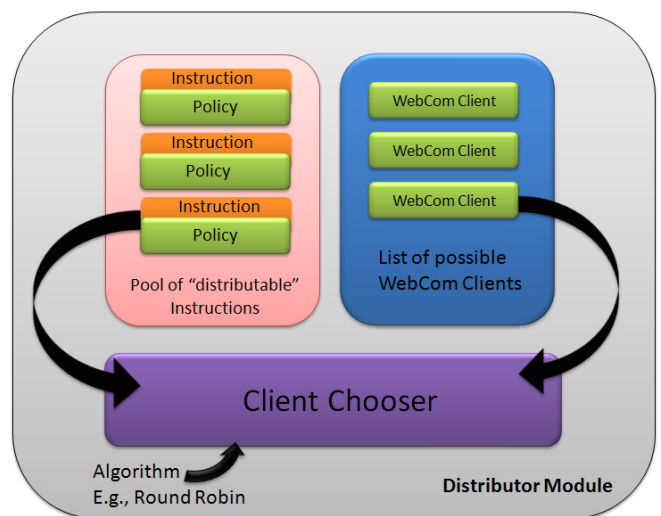 Instruction
Policy
Instruction
Policy
Instruction
Policy
Pool of “distributable”
Instructions
WebCom Client
WebCom Client
WebCom Client
List of possible
WebCom Clients
Client Chooser
Algorithm
E.g., Round Robin
Distributor Module